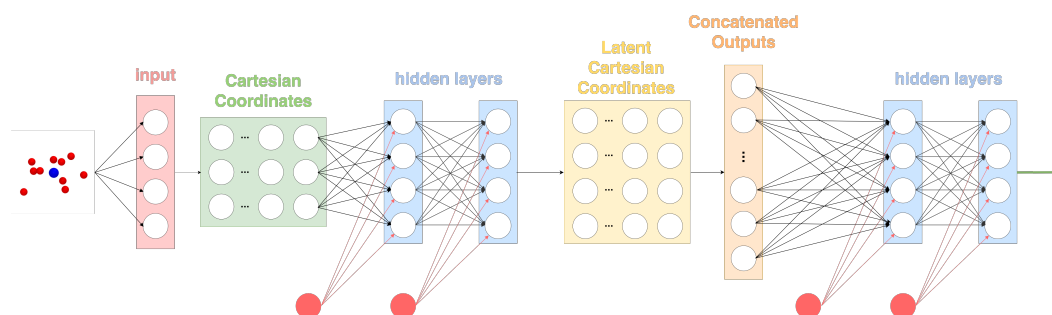 input
Cartesian
Coordinates
hidden layers
Latent
Cartesian
Coordinates
Concatenated
Outputs
hidden layers